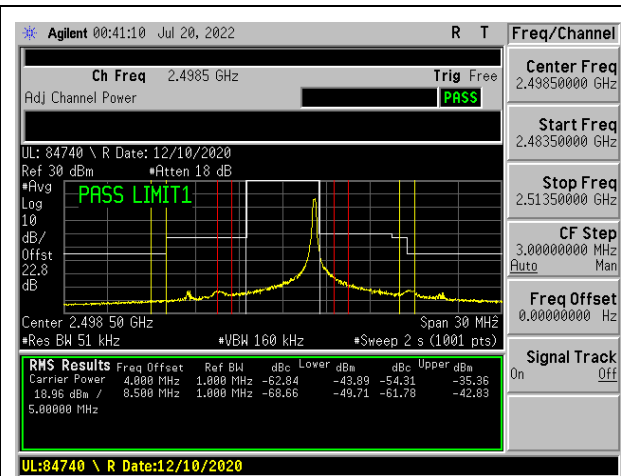 Agilent 00:41:10 Jul 20, 2022 R T
Freq/Channel
Ch Freq 2.4985 GHz Trig Free
Adj Channel Power PASS
Center Freq
2.49850000 GHz
Start Freq
2.48350000 GHz
Stop Freq
2.51350000 GHz
CF Step
3.00000000 MHz
Auto Man
Freq Offset
0.00000000 Hz
Signal Track
On Off
UL: 84740 \ R Date: 12/10/2020
Ref 30 dBm #Atten 18 dB
#Avg
Log
10
dB/
Offst
22.8
dB
PASS LIMIT1
Center 2.498 50 GHz Span 30 MHz
#Res BW 51 kHz #VBW 160 kHz #Sweep 2 s (1001 pts)
RMS Results Freq Offset Ref BW dBc Lower dBm dBc Upper dBm
Carrier Power 4.000 MHz 1.000 MHz -62.84 -43.89 -54.31 -35.36
18.96 dBm / 8.500 MHz 1.000 MHz -68.66 -49.71 -61.78 -42.83
5.00000 MHz
UL:84740 \ R Date:12/10/2020